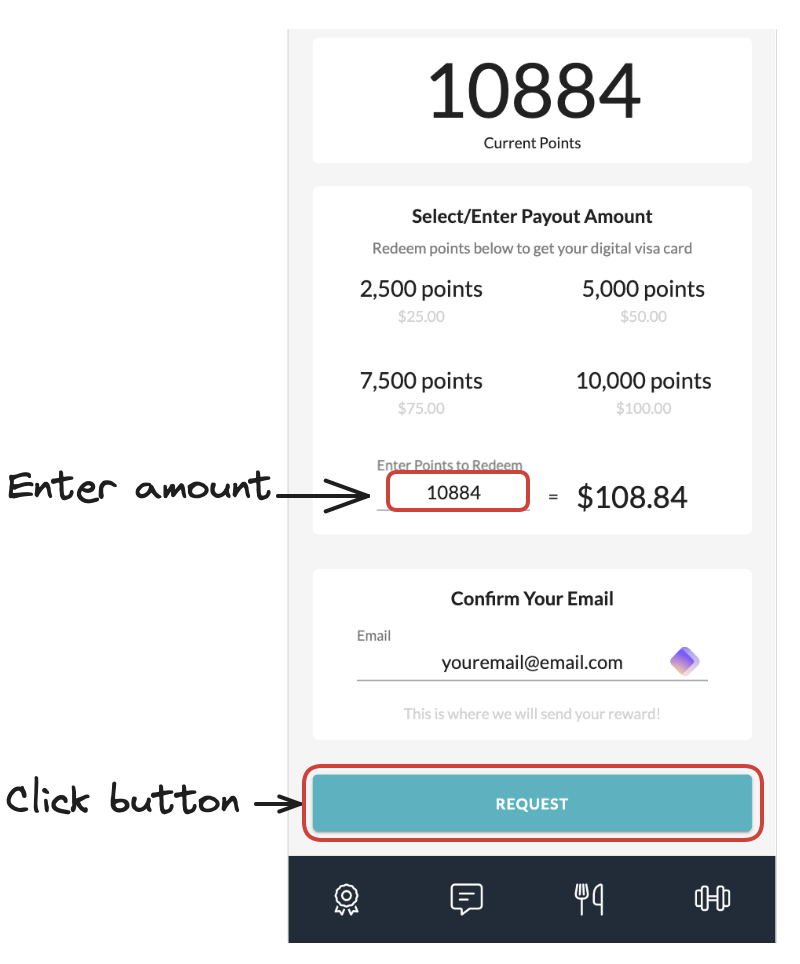 10884
Current Points
Select/Enter Payout Amount
Redeem points below to get your digital visa card
2,500 points 5,000 points
$25.00 $50.00
7,500 points 10,000 points
$75.00 $100.00
Enter Points to Redeem
Enter amount 10884 = $108.84
Confirm Your Email
Email
youremail@email.com
This is where we will send your reward!
Click button REQUEST